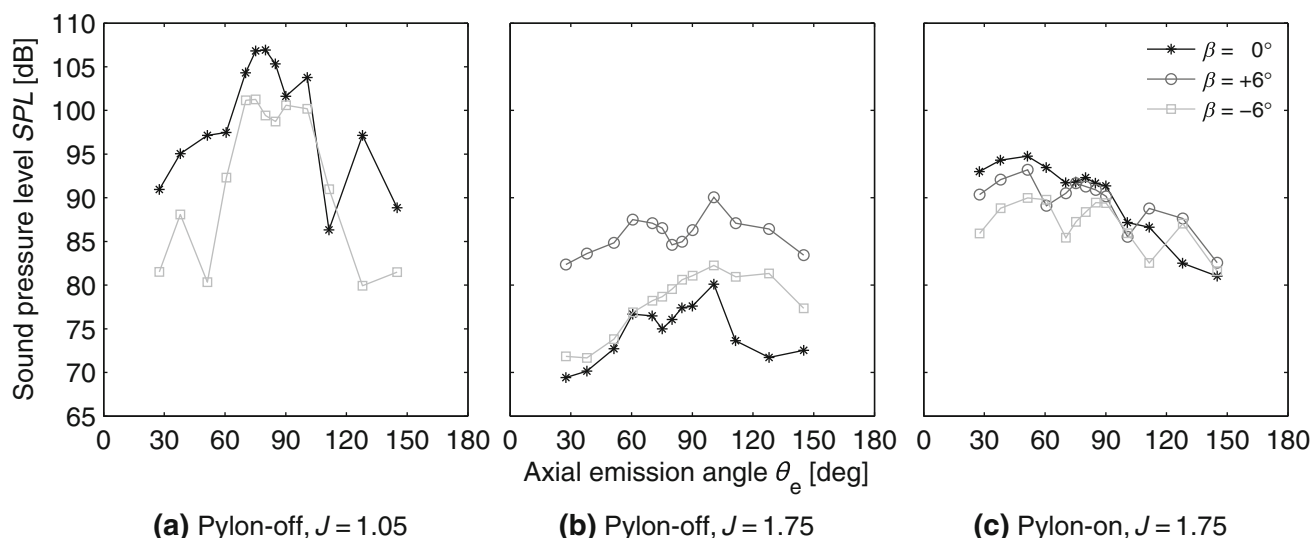 Sound pressure level SPL [dB]
110
105
100
95
90
85
80
75
70
65
0 30 60 90 120 150 180
0 30 60 90 120 150 180
0 30 60 90 120 150 180
β = 0°
β = +6°
β = −6°
Axial emission angle θe [deg]
(a) Pylon-off, J = 1.05
(b) Pylon-off, J = 1.75
(c) Pylon-on, J = 1.75